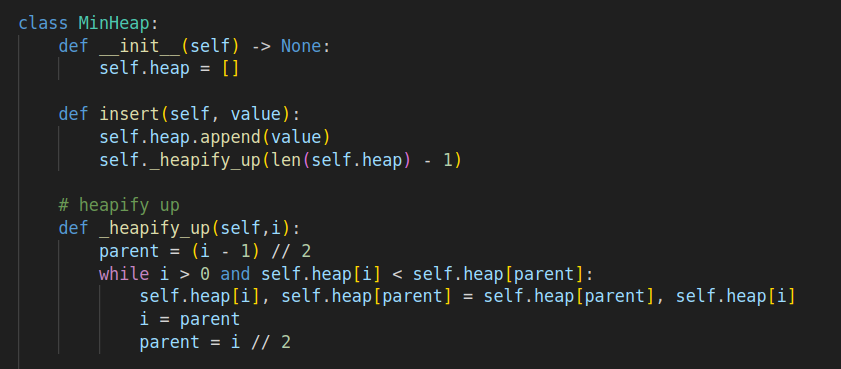 class MinHeap:
    def __init__(self) -> None:
        self.heap = []
    def insert(self, value):
        self.heap.append(value)
        self._heapify_up(len(self.heap) - 1)
    # heapify up
    def _heapify_up(self,i):
        parent = (i - 1) // 2
        while i > 0 and self.heap[i] < self.heap[parent]:
            self.heap[i], self.heap[parent] = self.heap[parent], self.heap[i]
            i = parent
            parent = i // 2